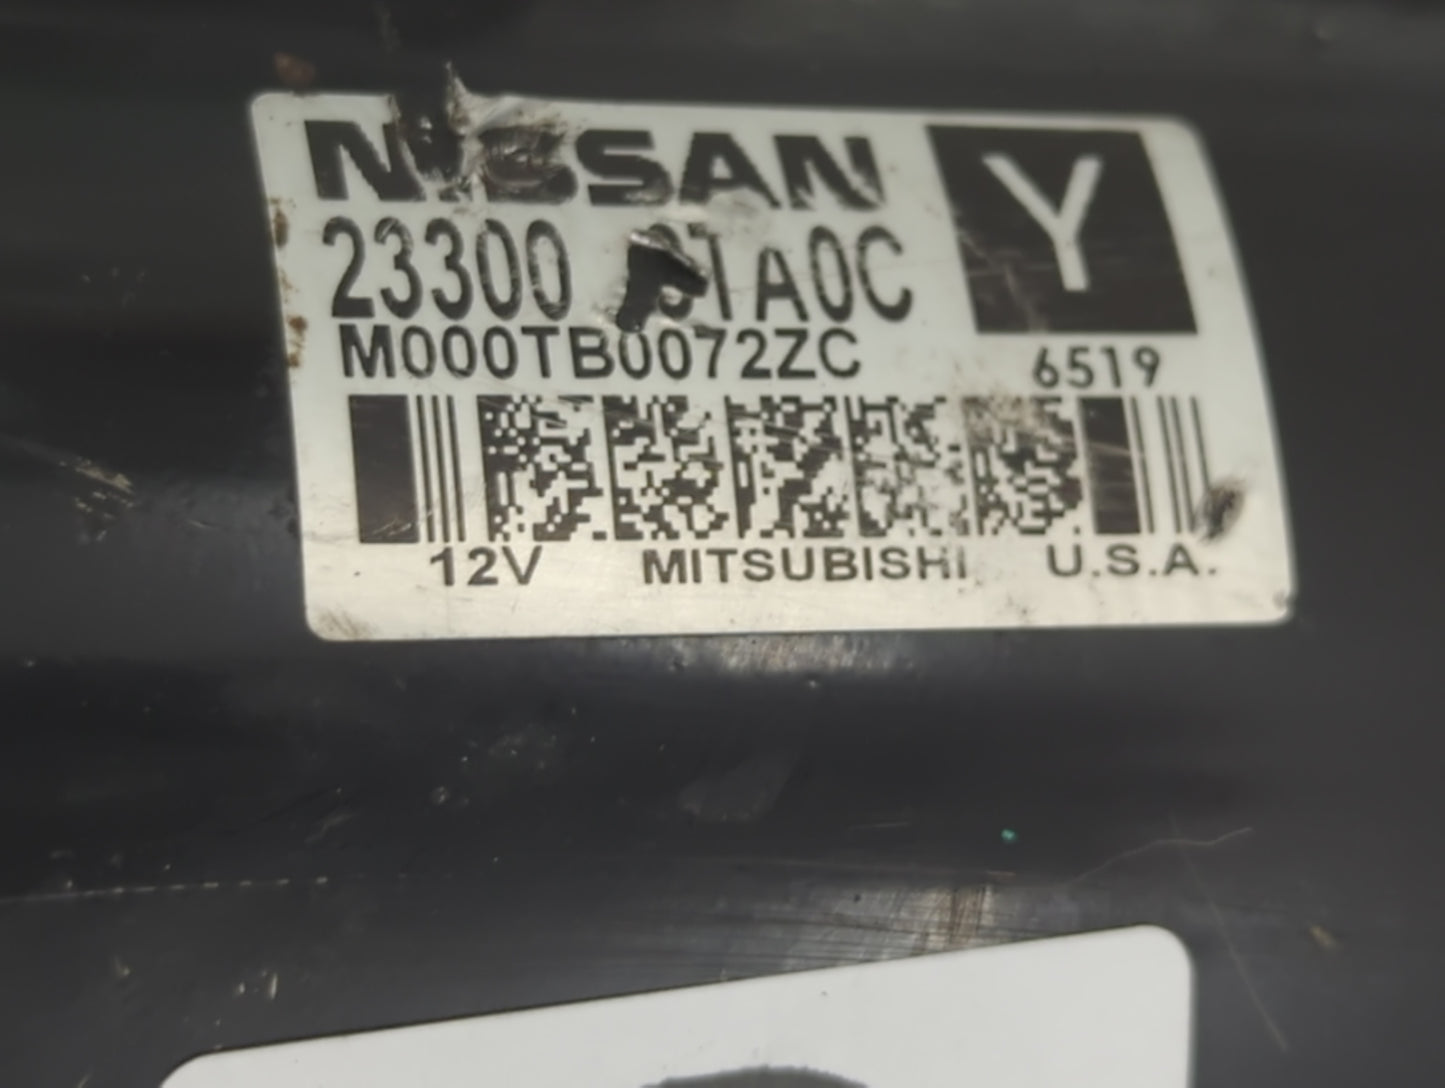 NISSAN
Y
23300
M000TB0072ZC
6519
12V MITSUBISHI U.S.A.